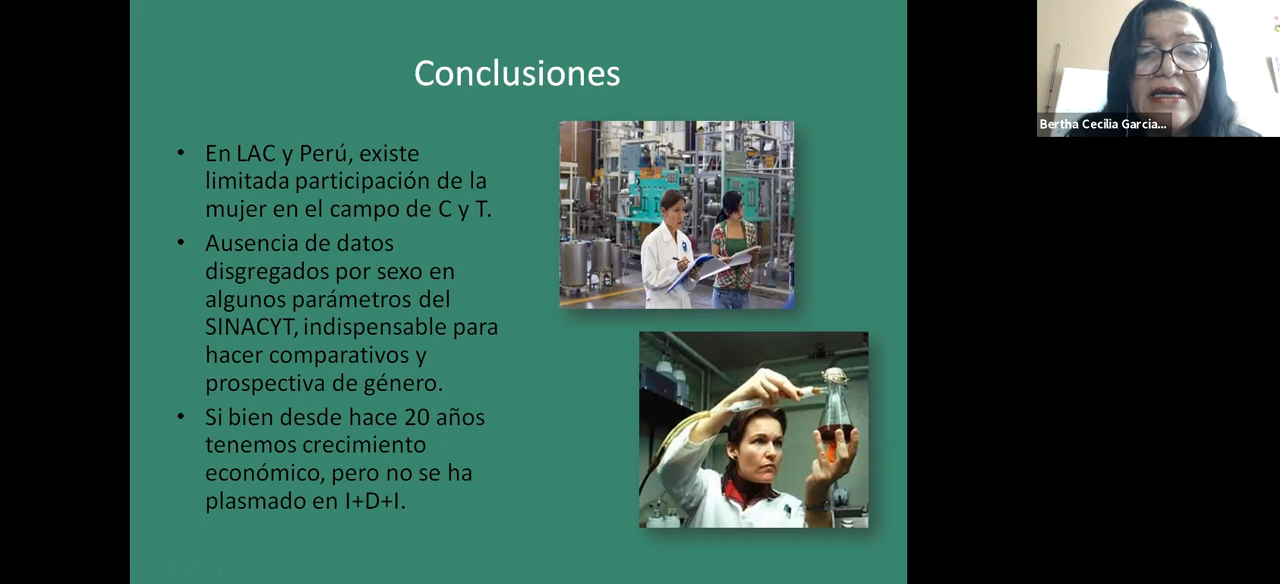 Conclusiones
• En LAC y Perú, existe
limitada participación de la
mujer en el campo de C y T.
• Ausencia de datos
disgregados por sexo en
algunos parámetros del
SINACYT, indispensable para
hacer comparativos y
prospectiva de género.
• Si bien desde hace 20 años
tenemos crecimiento
económico, pero no se ha
plasmado en I+D+I.
Bertha Cecilia Garcia...